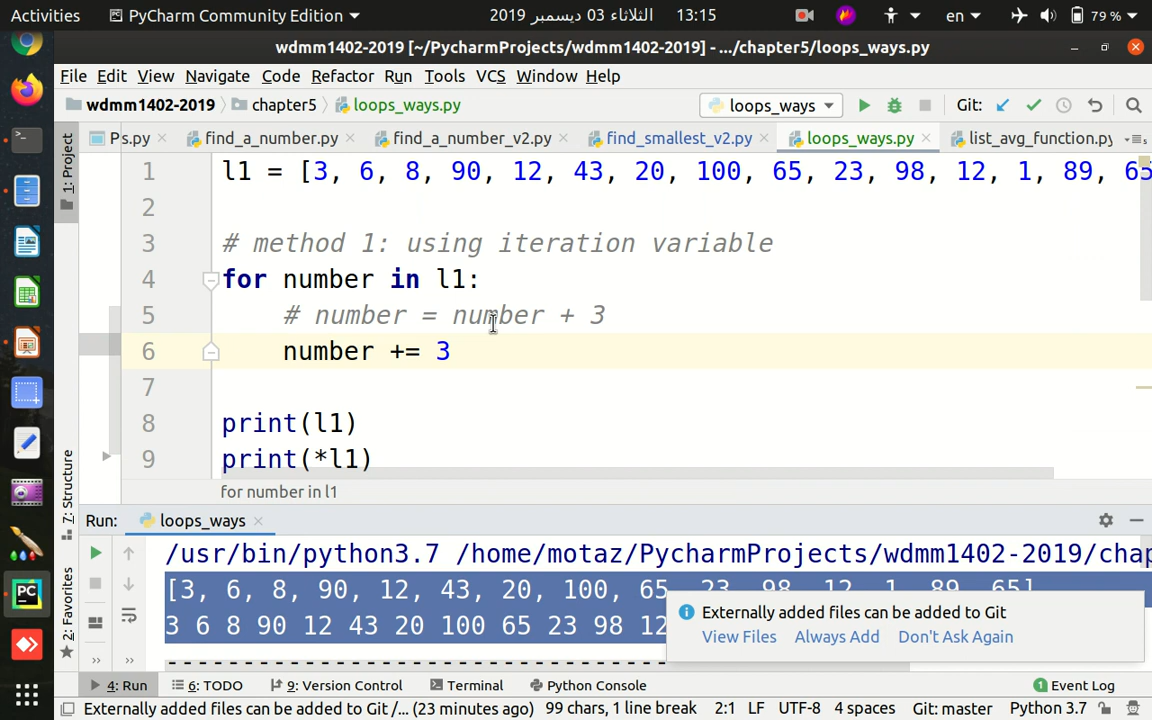 Activities PyCharm Community Edition الثلاثاء 03 ديسمبر 2019 13:15 en 79 %
wdmm1402-2019 [~/PycharmProjects/wdmm1402-2019] - .../chapter5/loops_ways.py
File Edit View Navigate Code Refactor Run Tools VCS Window Help
wdmm1402-2019 chapter5 loops_ways.py loops_ways Git:
Ps.py find_a_number.py find_a_number_v2.py find_smallest_v2.py loops_ways.py list_avg_function.py
1: Project
1 l1 = [3, 6, 8, 90, 12, 43, 20, 100, 65, 23, 98, 12, 1, 89, 65
2
3 # method 1: using iteration variable
4 for number in l1:
5 # number = number + 3
6 number += 3
7
8 print(l1)
9 print(*l1)
for number in l1
7: Structure
2: Favorites
Run: loops_ways
/usr/bin/python3.7 /home/motaz/PycharmProjects/wdmm1402-2019/chap
[3, 6, 8, 90, 12, 43, 20, 100, 65, 23, 98, 12, 1, 89, 65]
3 6 8 90 12 43 20 100 65 23 98 12
--------------------------------
Externally added files can be added to Git
View Files Always Add Don't Ask Again
4: Run 6: TODO 9: Version Control Terminal Python Console 1 Event Log
Externally added files can be added to Git /... (23 minutes ago) 99 chars, 1 line break 2:1 LF UTF-8 4 spaces Git: master Python 3.7